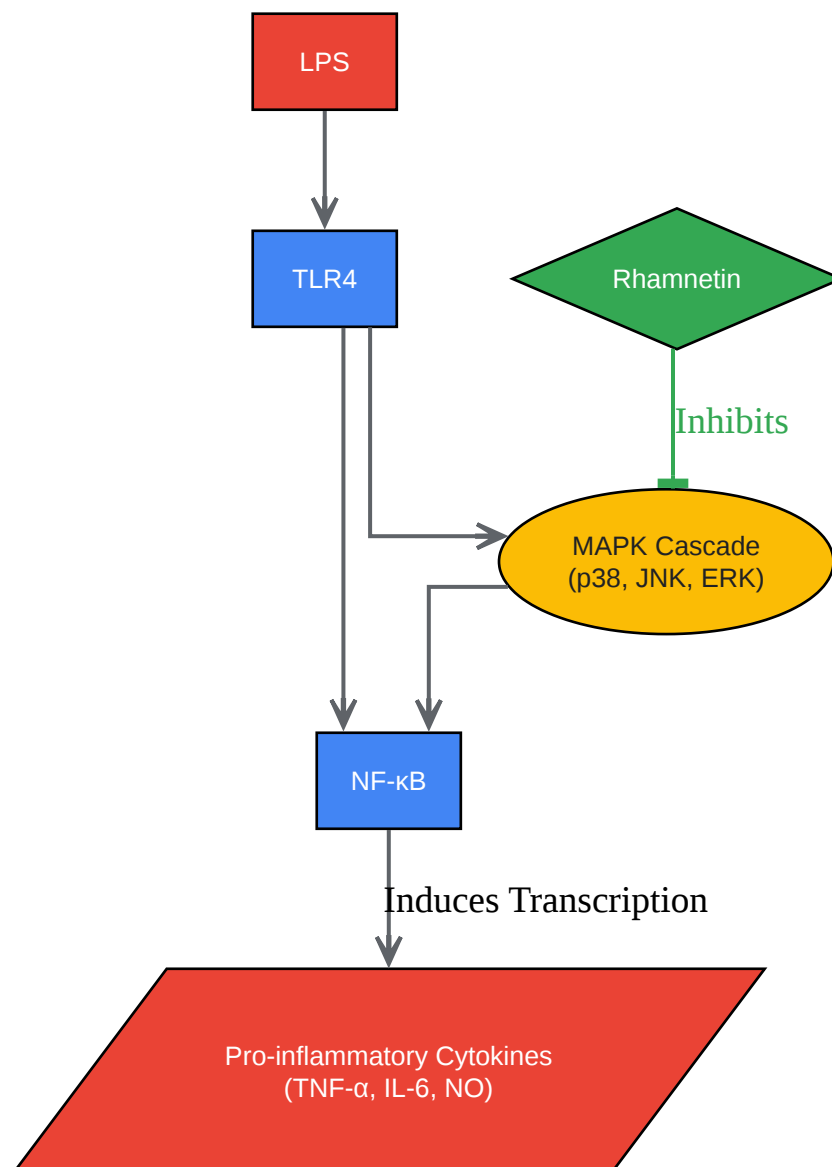 LPS
TLR4
Rhamnetin
Inhibits
MAPK Cascade
(p38, JNK, ERK)
NF-κB
Induces Transcription
Pro-inflammatory Cytokines
(TNF-α, IL-6, NO)